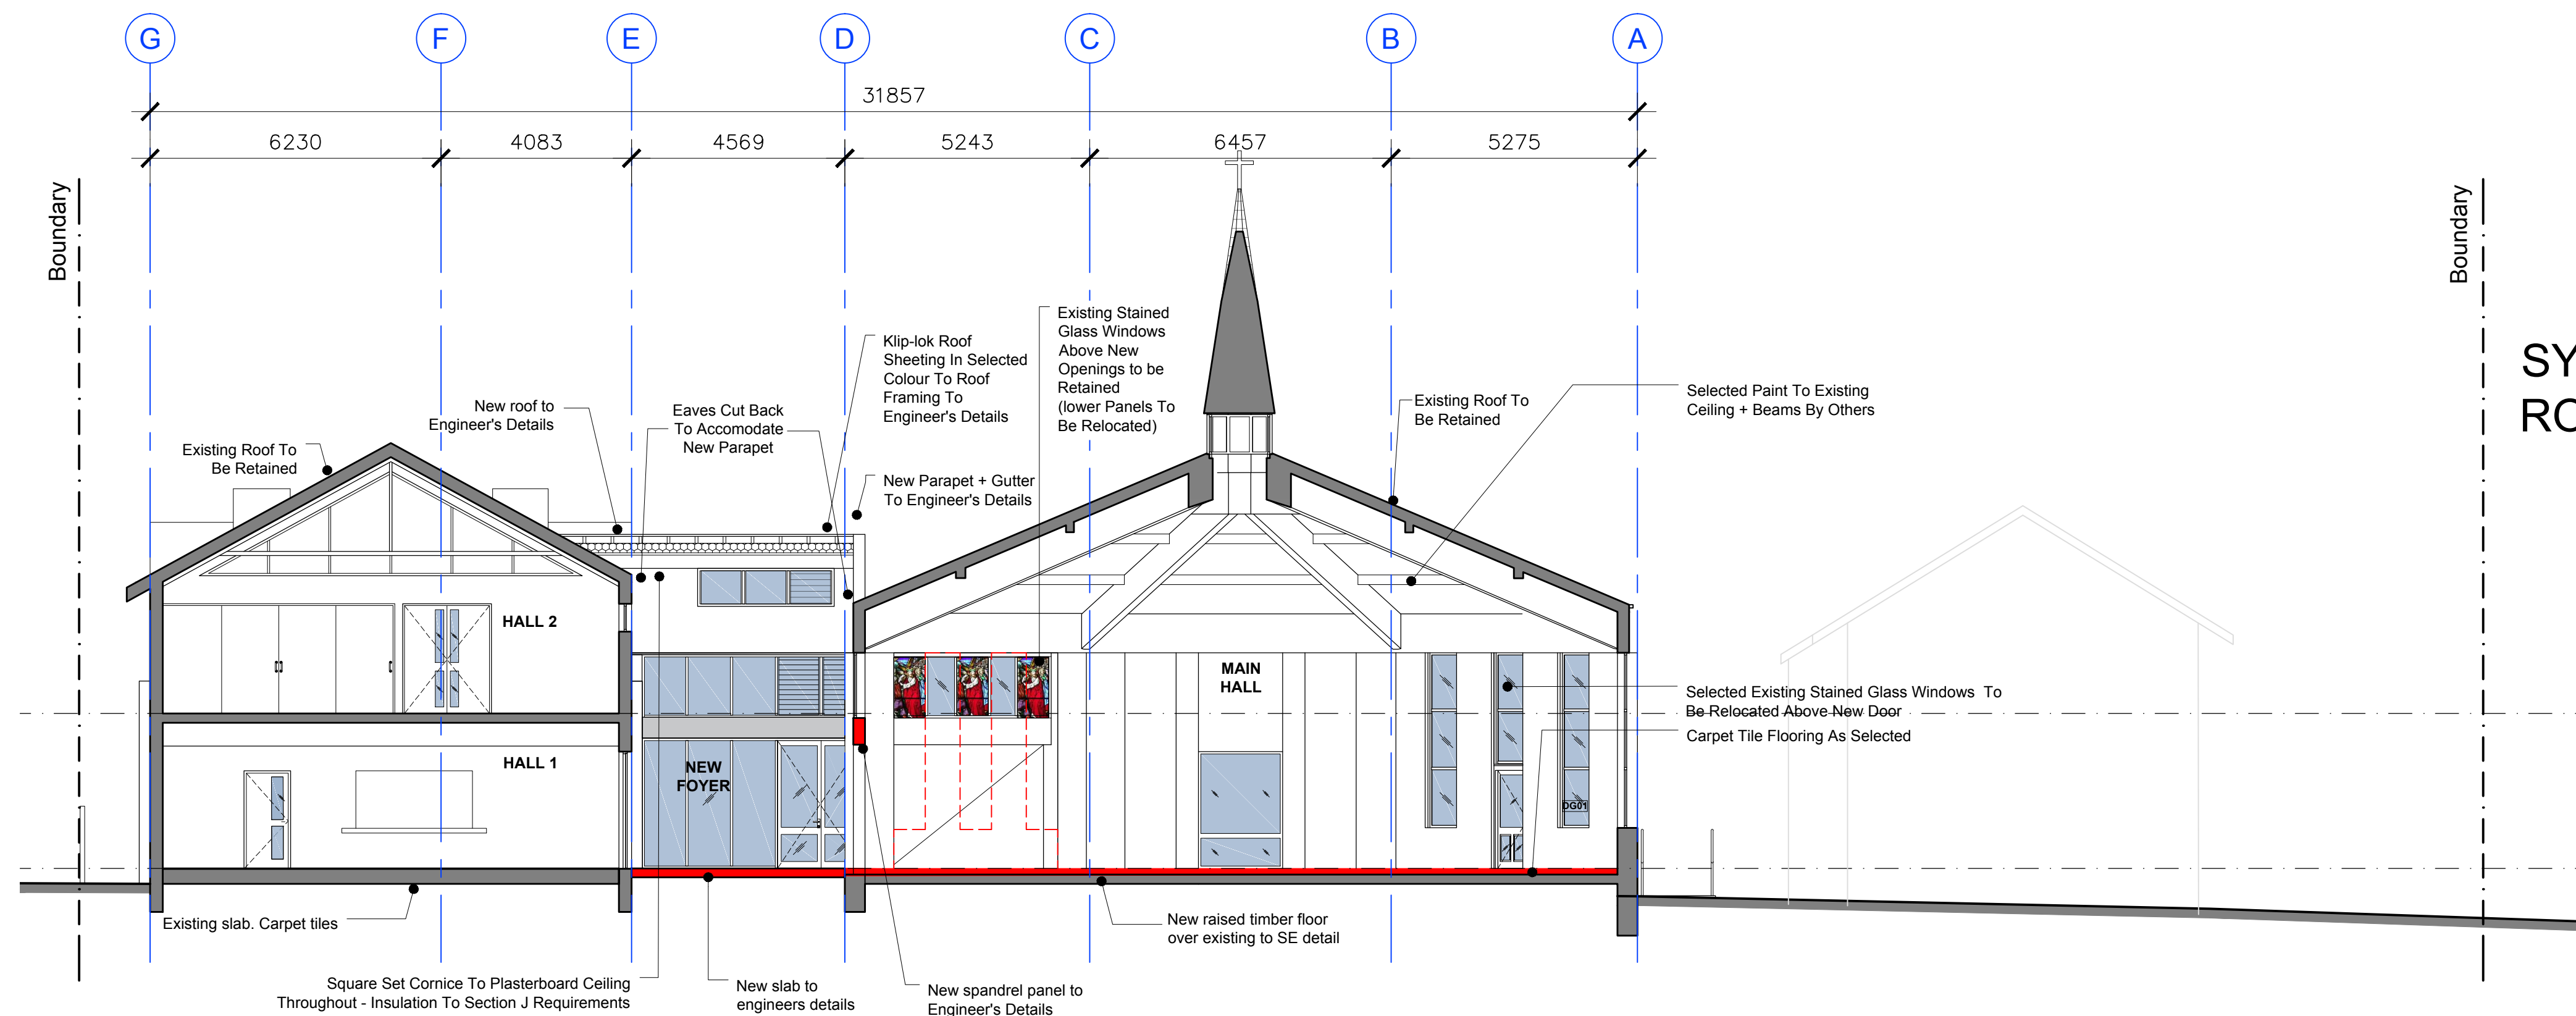 G
F
E
D
C
B
A
31857
6230
4083
4569
5243
6457
5275
Boundary
Boundary
SY
RO
Existing Stained
Glass Windows
Above New
Openings to be
Retained
(lower Panels To
Be Relocated)
Klip-lok Roof
Sheeting In Selected
Colour To Roof
Framing To
Engineer's Details
New roof to
Engineer's Details
Eaves Cut Back
To Accomodate
New Parapet
Existing Roof To
Be Retained
Selected Paint To Existing
Ceiling + Beams By Others
Existing Roof To
Be Retained
New Parapet + Gutter
To Engineer's Details
HALL 2
MAIN
HALL
Selected Existing Stained Glass Windows To
Be Relocated Above New Door
Carpet Tile Flooring As Selected
HALL 1
NEW
FOYER
DG01
Existing slab. Carpet tiles
New raised timber floor
over existing to SE detail
Square Set Cornice To Plasterboard Ceiling
Throughout - Insulation To Section J Requirements
New slab to
engineers details
New spandrel panel to
Engineer's Details